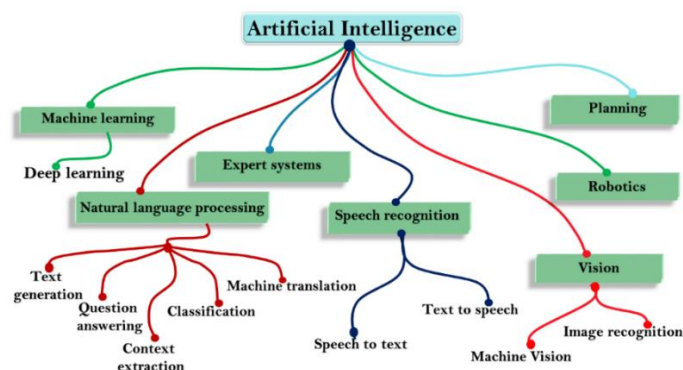 Artificial Intelligence
Machine learning
Planning
Deep learning
Expert systems
Robotics
Natural language processing
Speech recognition
Vision
Text
generation
Question
answering
Context
extraction
Classification
Machine translation
Speech to text
Text to speech
Machine Vision
Image recognition